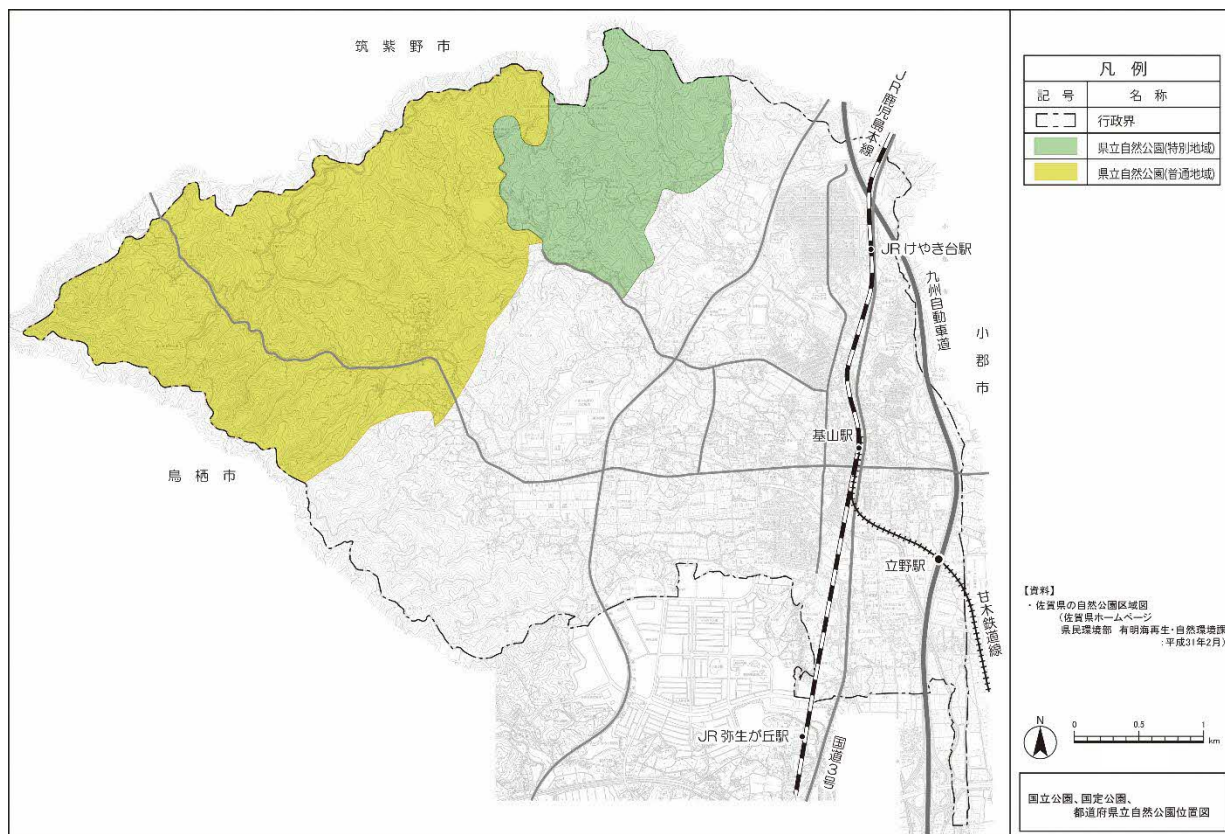 筑紫野市
JR鹿児島本線
JRけやき台駅
九州自動車道
小郡市
基山駅
鳥栖市
立野駅
甘木鉄道線
JR弥生が丘駅
国道3号
凡例
記号 名称
行政界
県立自然公園(特別地域)
県立自然公園(普通地域)
【資料】
・佐賀県の自然公園区域図
(佐賀県ホームページ
県民環境部 有明海再生・自然環境課
:平成31年2月)
N
0 0.5 1
km
国立公園、国定公園、
都道府県立自然公園位置図